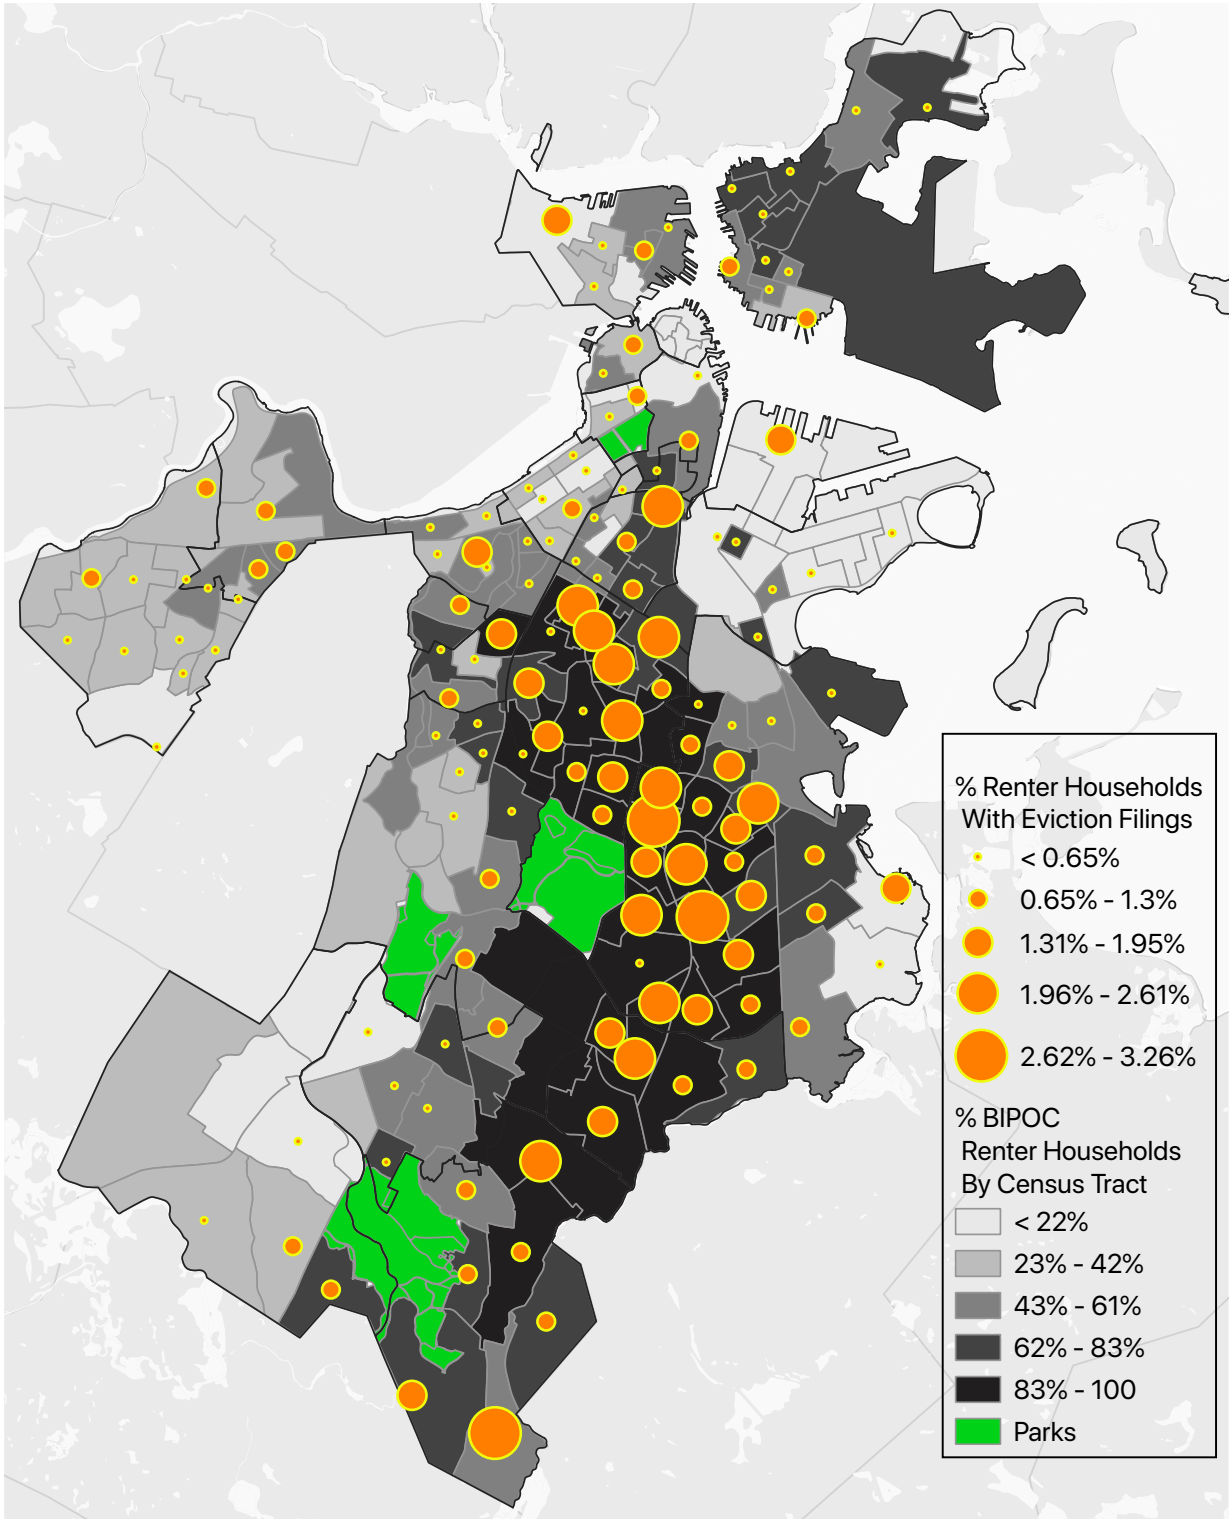 % Renter Households
With Eviction Filings
< 0.65%
0.65% - 1.3%
1.31% - 1.95%
1.96% - 2.61%
2.62% - 3.26%
% BIPOC
Renter Households
By Census Tract
< 22%
23% - 42%
43% - 61%
62% - 83%
83% - 100
Parks